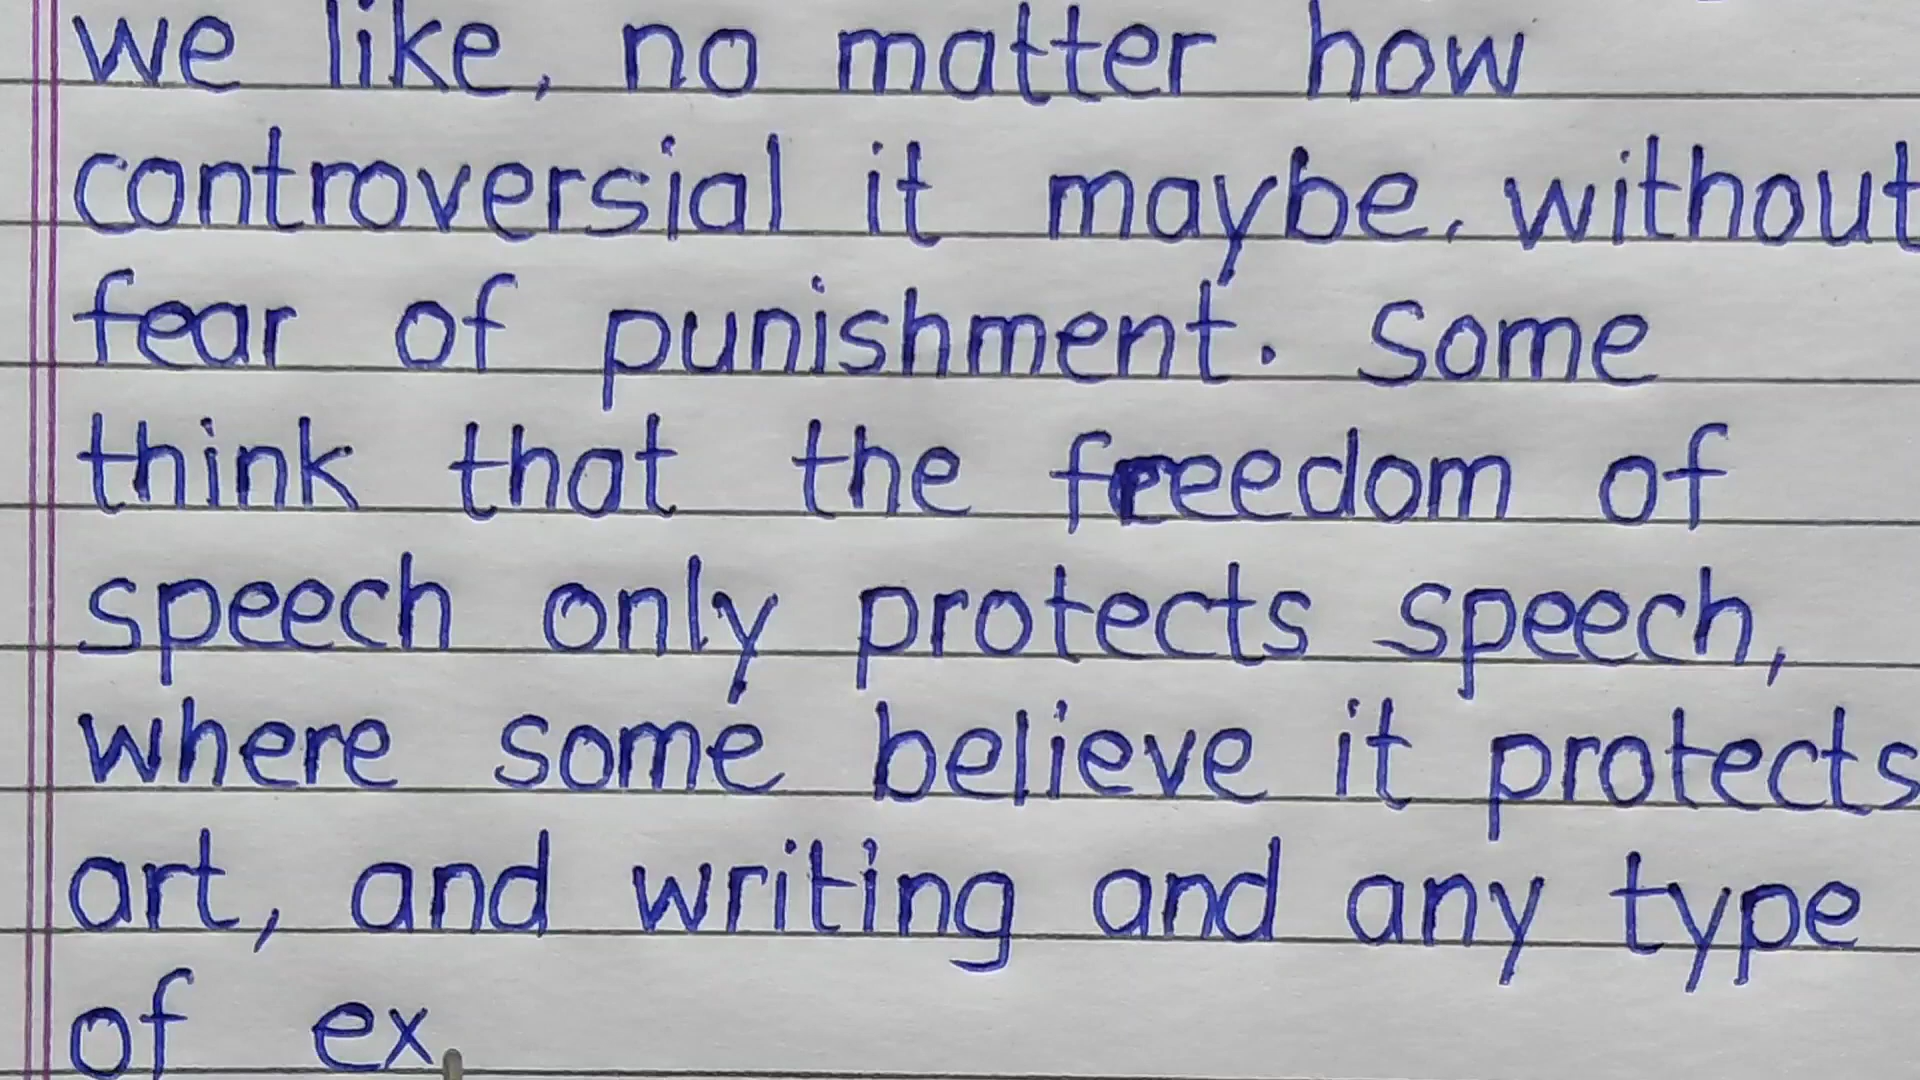 we like, no matter how
controversial it maybe, without
fear of punishment. Some
think that the freedom of
speech only protects speech,
where some believe it protects
art, and writing and any type
of ex